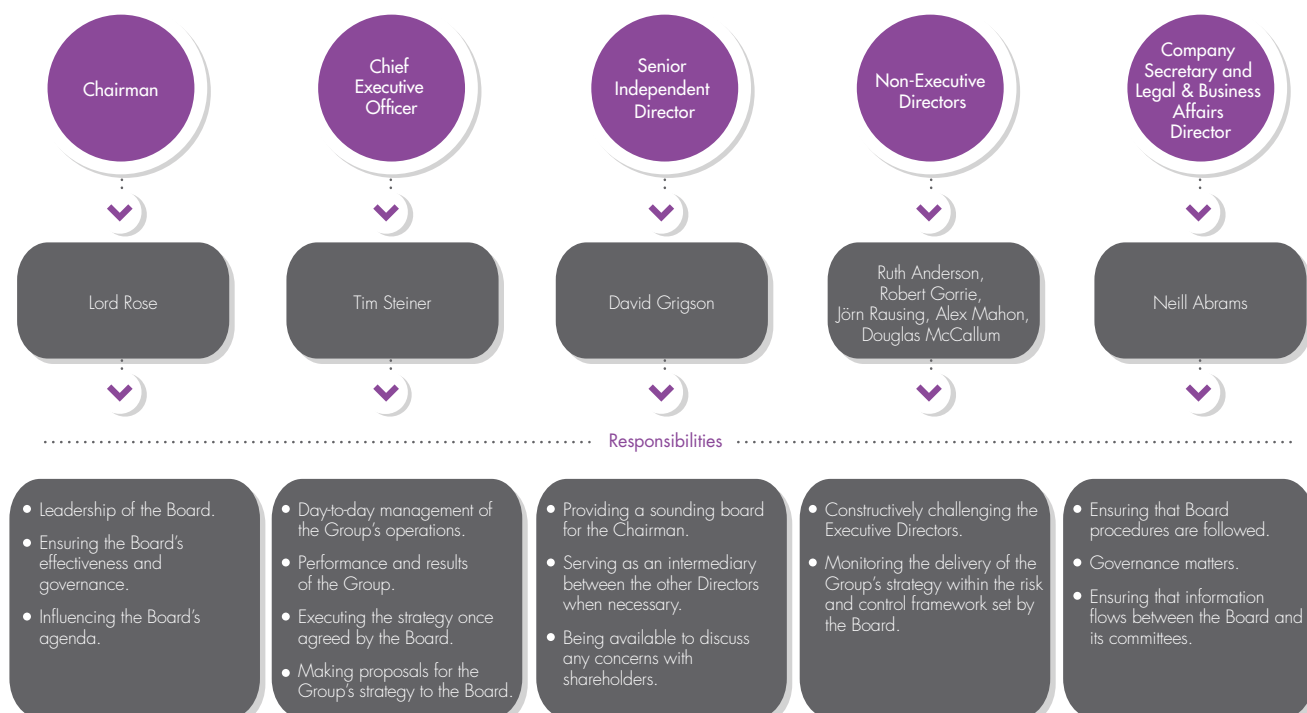 Chairman
Chief
Executive
Officer
Senior
Independent
Director
Non-Executive
Directors
Company
Secretary and
Legal & Business
Affairs
Director
Lord Rose
Tim Steiner
David Grigson
Ruth Anderson,
Robert Gorrie,
Jörn Rausing, Alex Mahon,
Douglas McCallum
Neill Abrams
Responsibilities
• Leadership of the Board.
• Ensuring the Board's
effectiveness and
governance.
• Influencing the Board's
agenda.
• Day-to-day management of
the Group's operations.
• Performance and results
of the Group.
• Executing the strategy once
agreed by the Board.
• Making proposals for the
Group's strategy to the Board.
• Providing a sounding board
for the Chairman.
• Serving as an intermediary
between the other Directors
when necessary.
• Being available to discuss
any concerns with
shareholders.
• Constructively challenging the
Executive Directors.
• Monitoring the delivery of the
Group's strategy within the risk
and control framework set by
the Board.
• Ensuring that Board
procedures are followed.
• Governance matters.
• Ensuring that information
flows between the Board and
its committees.